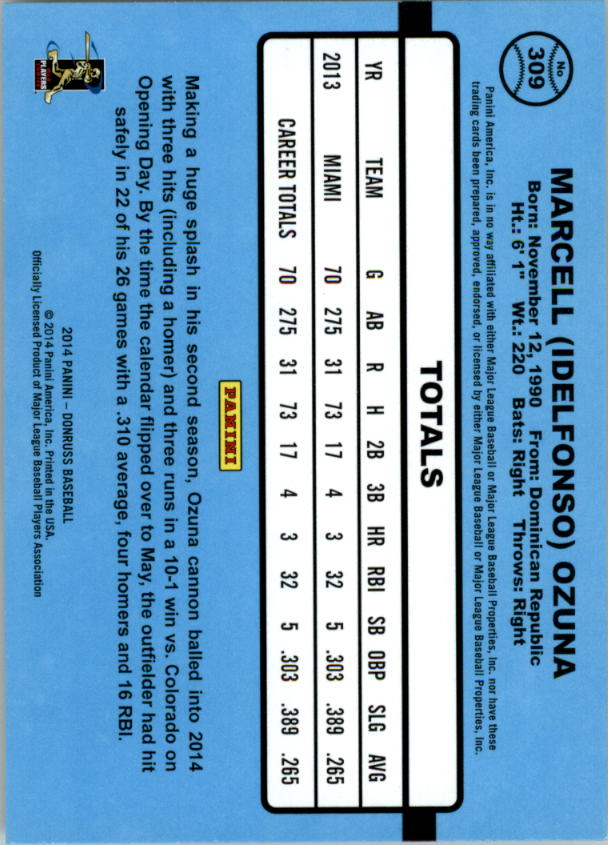 No
309
MARCELL (IDELFONSO) OZUNA
Born: November 12, 1990 From: Dominican Republic
Ht.: 6' 1" Wt.: 220 Bats: Right Throws: Right
Panini America, Inc. is in no way affiliated with either Major League Baseball or Major League Baseball Properties, Inc. nor have these
trading cards been prepared, approved, endorsed, or licensed by either Major League Baseball or Major League Baseball Properties, Inc.
TOTALS
YR TEAM G AB R H 2B 3B HR RBI SB OBP SLG AVG
2013 MIAMI 70 275 31 73 17 4 3 32 5 .303 .389 .265
CAREER TOTALS 70 275 31 73 17 4 3 32 5 .303 .389 .265
PANINI
Making a huge splash in his second season, Ozuna cannon balled into 2014
with three hits (including a homer) and three runs in a 10-1 win vs. Colorado on
Opening Day. By the time the calendar flipped over to May, the outfielder had hit
safely in 22 of his 26 games with a .310 average, four homers and 16 RBI.
PLAYERS
2014 PANINI – DONRUSS BASEBALL
© 2014 Panini America, Inc. Printed in the USA.
Officially Licensed Product of Major League Baseball Players Association